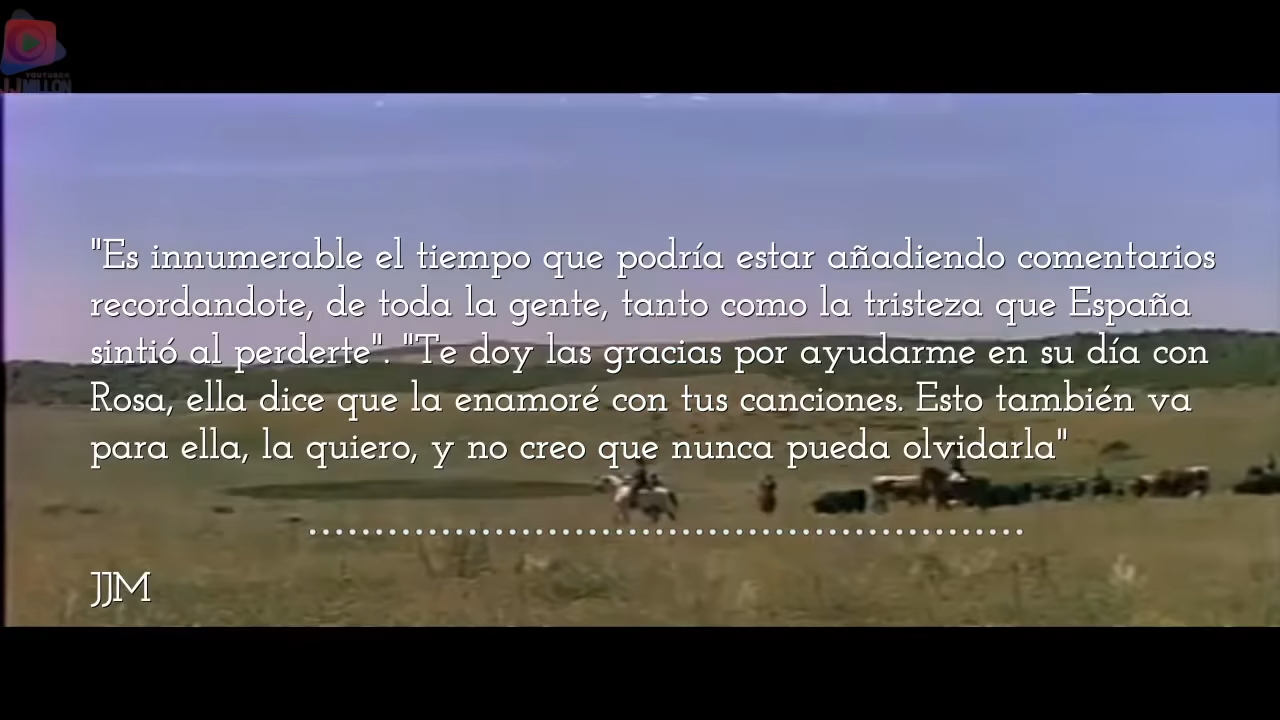 YOUTUBER
JJMILLON
"Es innumerable el tiempo que podría estar añadiendo comentarios
recordandote, de toda la gente, tanto como la tristeza que España
sintió al perderte". "Te doy las gracias por ayudarme en su día con
Rosa, ella dice que la enamoré con tus canciones. Esto también va
para ella, la quiero, y no creo que nunca pueda olvidarla"
......................................................
JJM